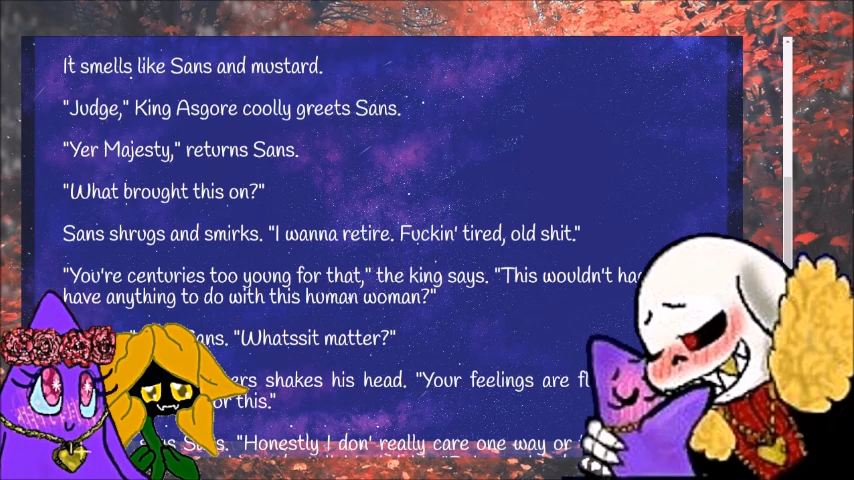 It smells like Sans and mustard.
"Judge," King Asgore coolly greets Sans.
"Yer Majesty," returns Sans.
"What brought this on?"
Sans shrugs and smirks. "I wanna retire. Fuckin' tired, old shit."
"You're centuries too young for that," the king says. "This wouldn't
have anything to do with this human woman?"
"Whatssit matter?"
shakes his head. "Your feelings are
this."
"Honestly I don' really care one way or